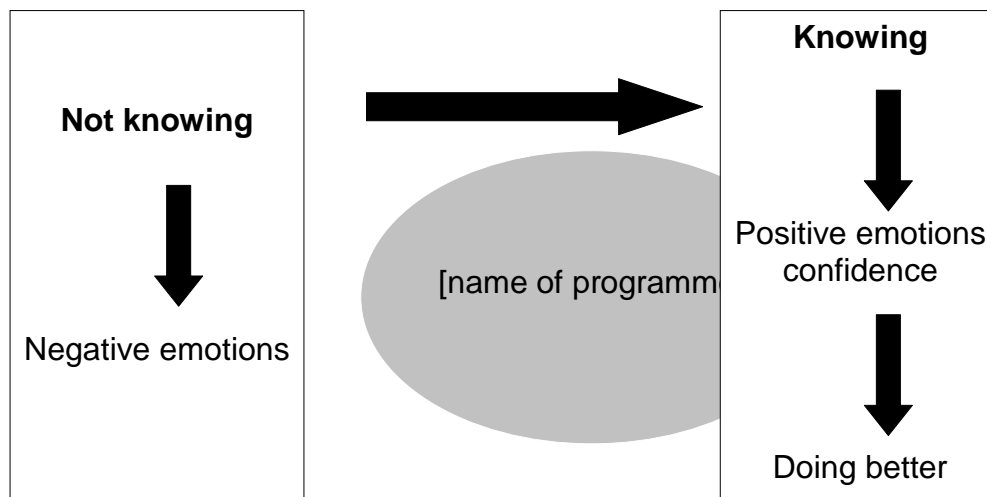 Not knowing
Negative emotions
[name of programme
Knowing
Positive emotions
confidence
Doing better